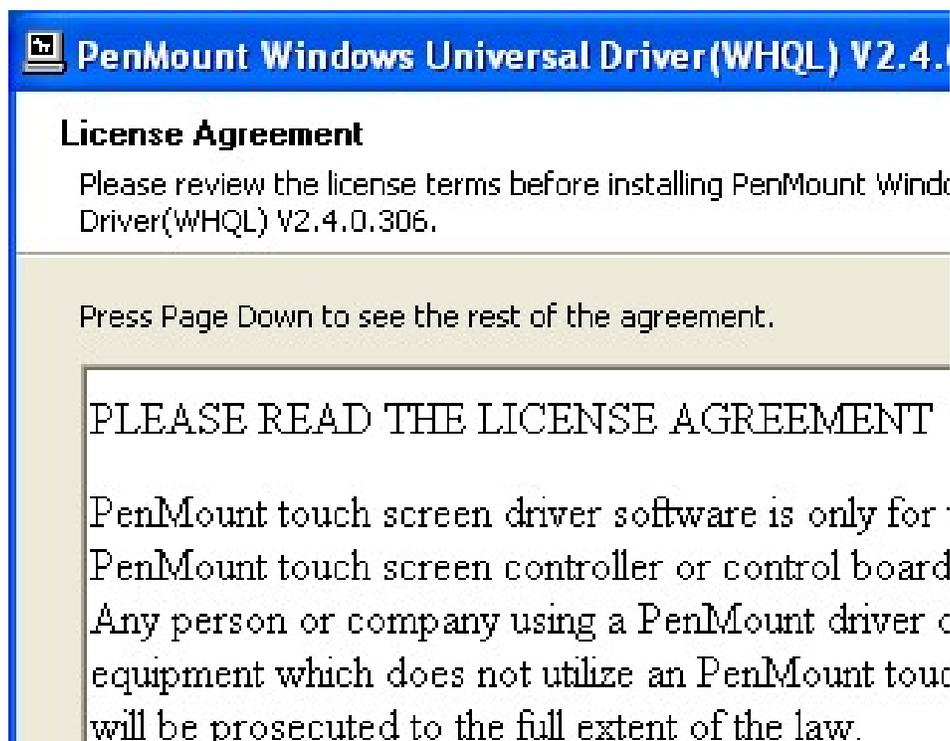 PenMount Windows Universal Driver(WHQL) V2.4.
License Agreement
Please review the license terms before installing PenMount
Driver(WHQL) V2.4.0.306.
Press Page Down to see the rest of the agreement.
PLEASE READ THE LICENSE AGREEMENT
PenMount touch screen driver software is only for
PenMount touch screen controller or control board
Any person or company using a PenMount driver
equipment which does not utilize an PenMount
will be prosecuted to the full extent of the law.